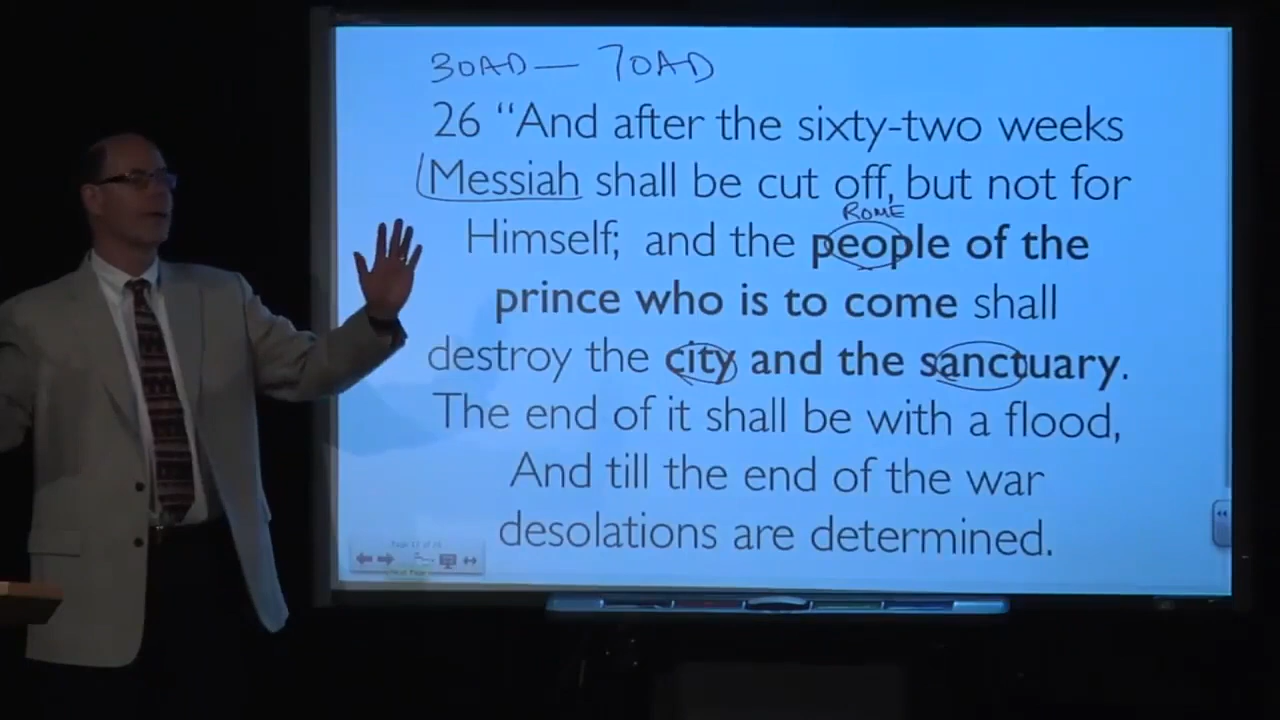 30AD — 70AD
26 “And after the sixty-two weeks
Messiah shall be cut off, but not for
ROME
Himself; and the people of the
prince who is to come shall
destroy the city and the sanctuary.
The end of it shall be with a flood,
And till the end of the war
desolations are determined.